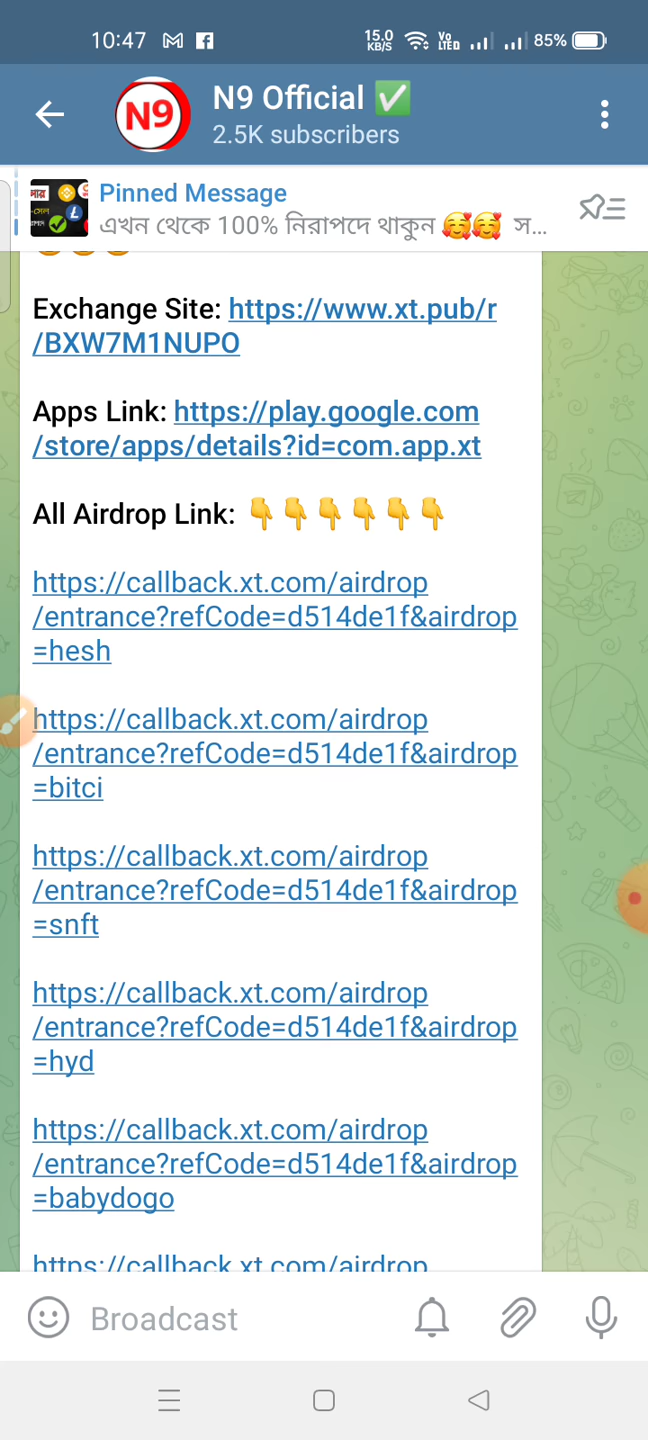 10:47
15.0 KB/S
Vo LTED
85%
N9
N9 Official ✅
2.5K subscribers
Pinned Message
এখন থেকে 100% নিরাপদে থাকুন 🥰🥰 স...
Exchange Site: https://www.xt.pub/r
/BXW7M1NUPO
Apps Link: https://play.google.com
/store/apps/details?id=com.app.xt
All Airdrop Link: 👇👇👇👇👇👇
https://callback.xt.com/airdrop
/entrance?refCode=d514de1f&airdrop
=hesh
https://callback.xt.com/airdrop
/entrance?refCode=d514de1f&airdrop
=bitci
https://callback.xt.com/airdrop
/entrance?refCode=d514de1f&airdrop
=snft
https://callback.xt.com/airdrop
/entrance?refCode=d514de1f&airdrop
=hyd
https://callback.xt.com/airdrop
/entrance?refCode=d514de1f&airdrop
=babydogo
https://callback.xt.com/airdrop
Broadcast